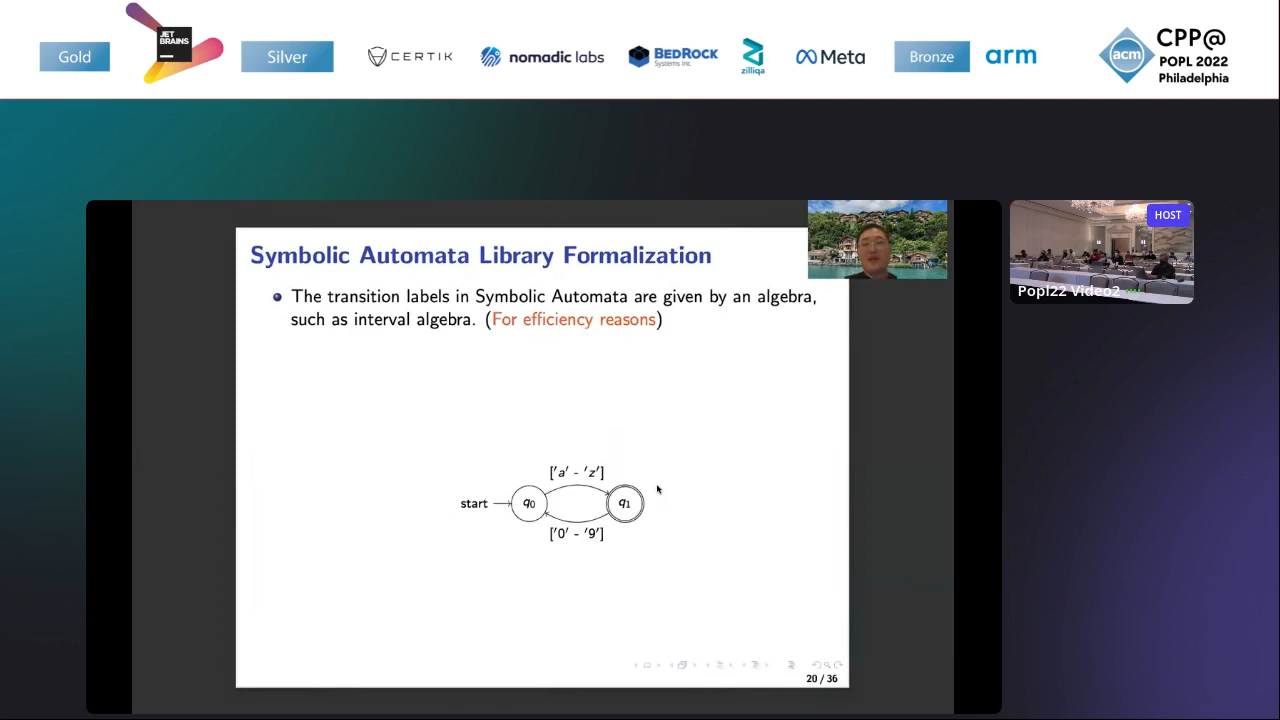 Gold
JET
BRAINS
Silver
CERTIK
nomadic labs
BEDROCK
Systems Inc
zilliqa
Meta
Bronze
arm
acm
CPP@
POPL 2022
Philadelphia
HOST
Popl22 Video2
Symbolic Automata Library Formalization
The transition labels in Symbolic Automata are given by an algebra,
such as interval algebra. (For efficiency reasons)
['a' - 'z']
start
q0
q1
['0' - '9']
20 / 36